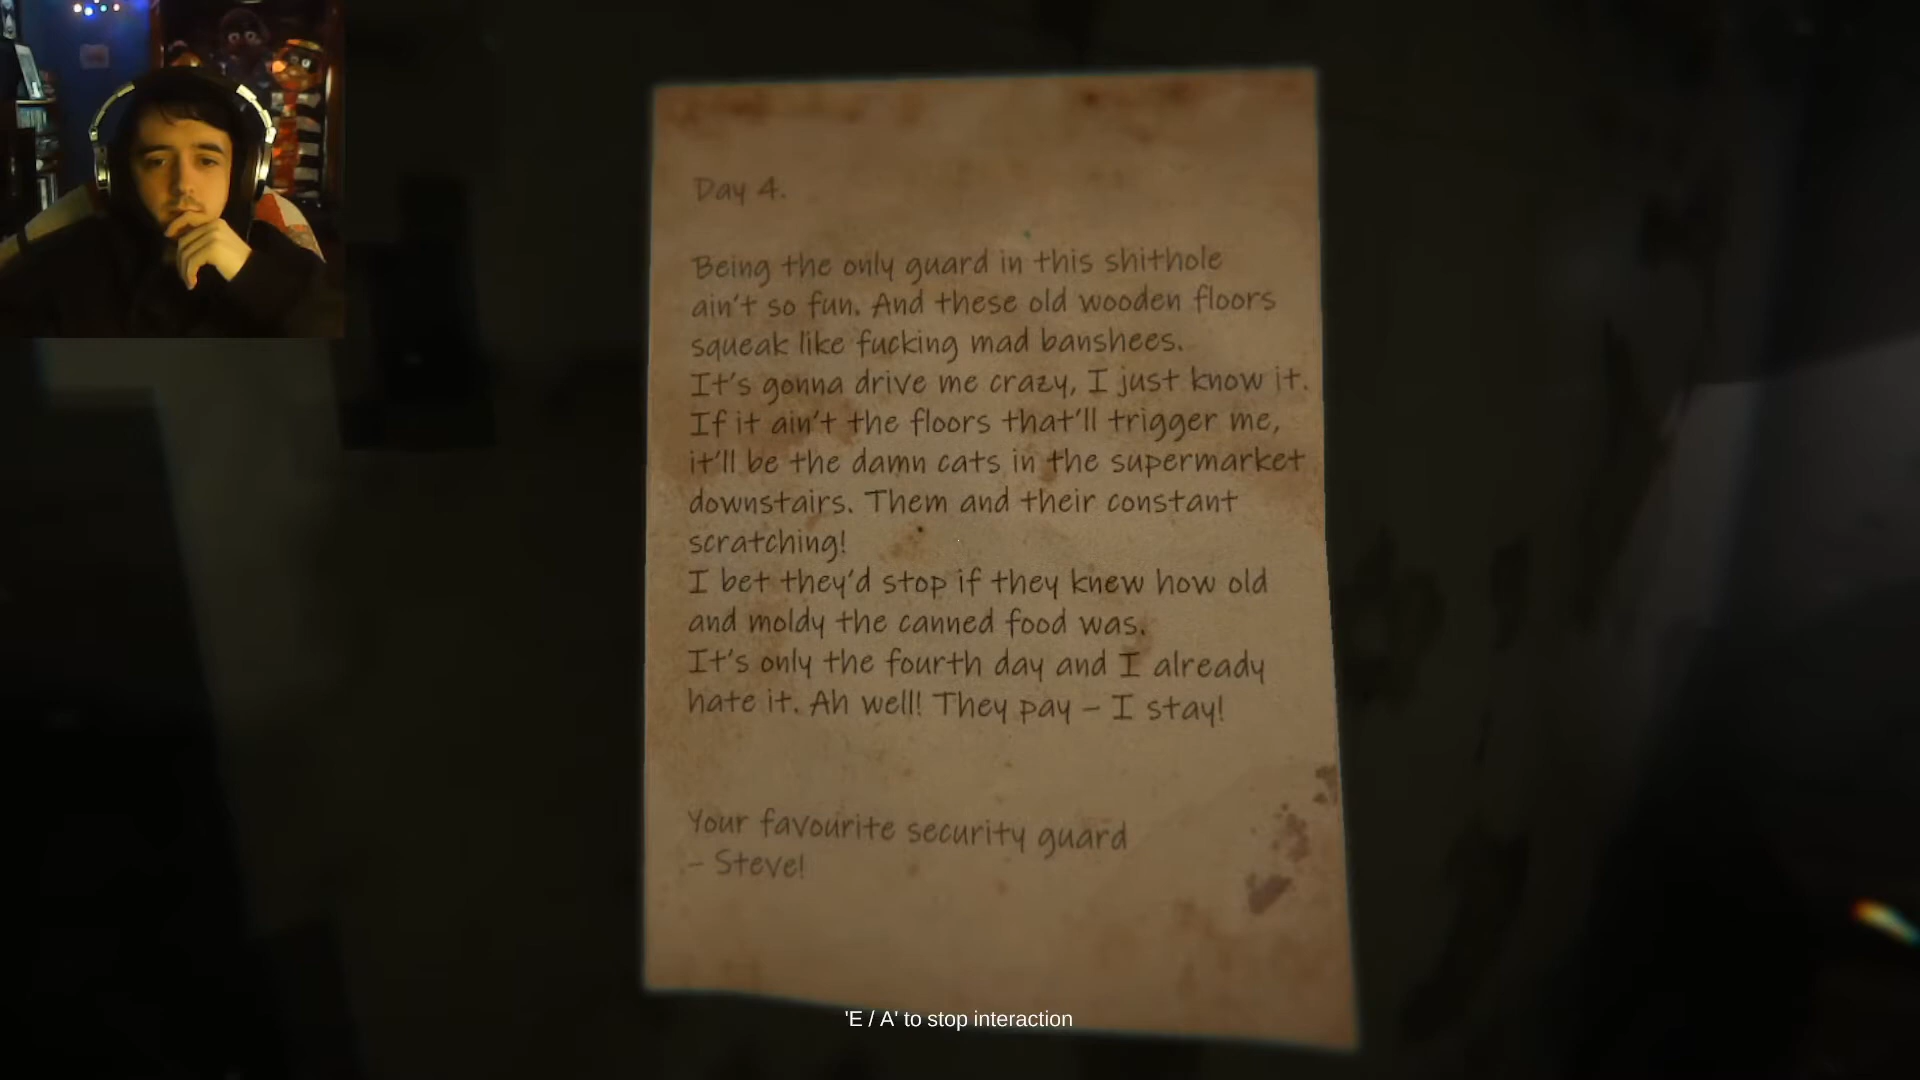 Day 4.
Being the only guard in this shithole
ain't so fun. And these old wooden floors
squeak like fucking mad banshees.
It's gonna drive me crazy, I just know it.
If it ain't the floors that'll trigger me,
it'll be the damn cats in the supermarket
downstairs. Them and their constant
scratching!
I bet they'd stop if they knew how old
and moldy the canned food was.
It's only the fourth day and I already
hate it. Ah well! They pay – I stay!
Your favourite security guard
– Steve!
'E / A' to stop interaction